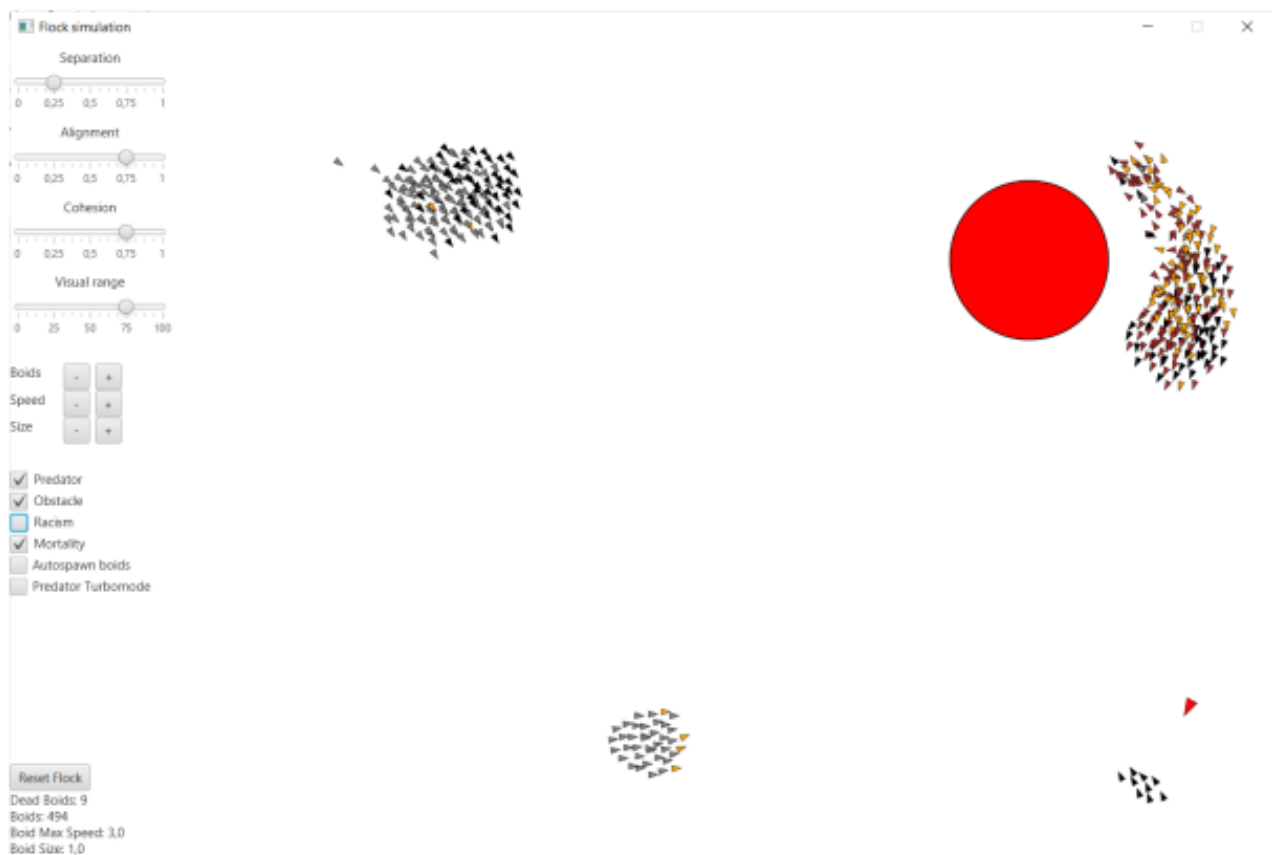 Flock simulation
Separation
0 0,25 0,5 0,75 1
Alignment
0 0,25 0,5 0,75 1
Cohesion
0 0,25 0,5 0,75 1
Visual range
0 25 50 75 100
Boids - +
Speed - +
Size - +
Predator
Obstacle
Racism
Mortality
Autospawn boids
Predator Turbomode
Reset Flock
Dead Boids: 9
Boids: 494
Boid Max Speed: 3,0
Boid Size: 1,0